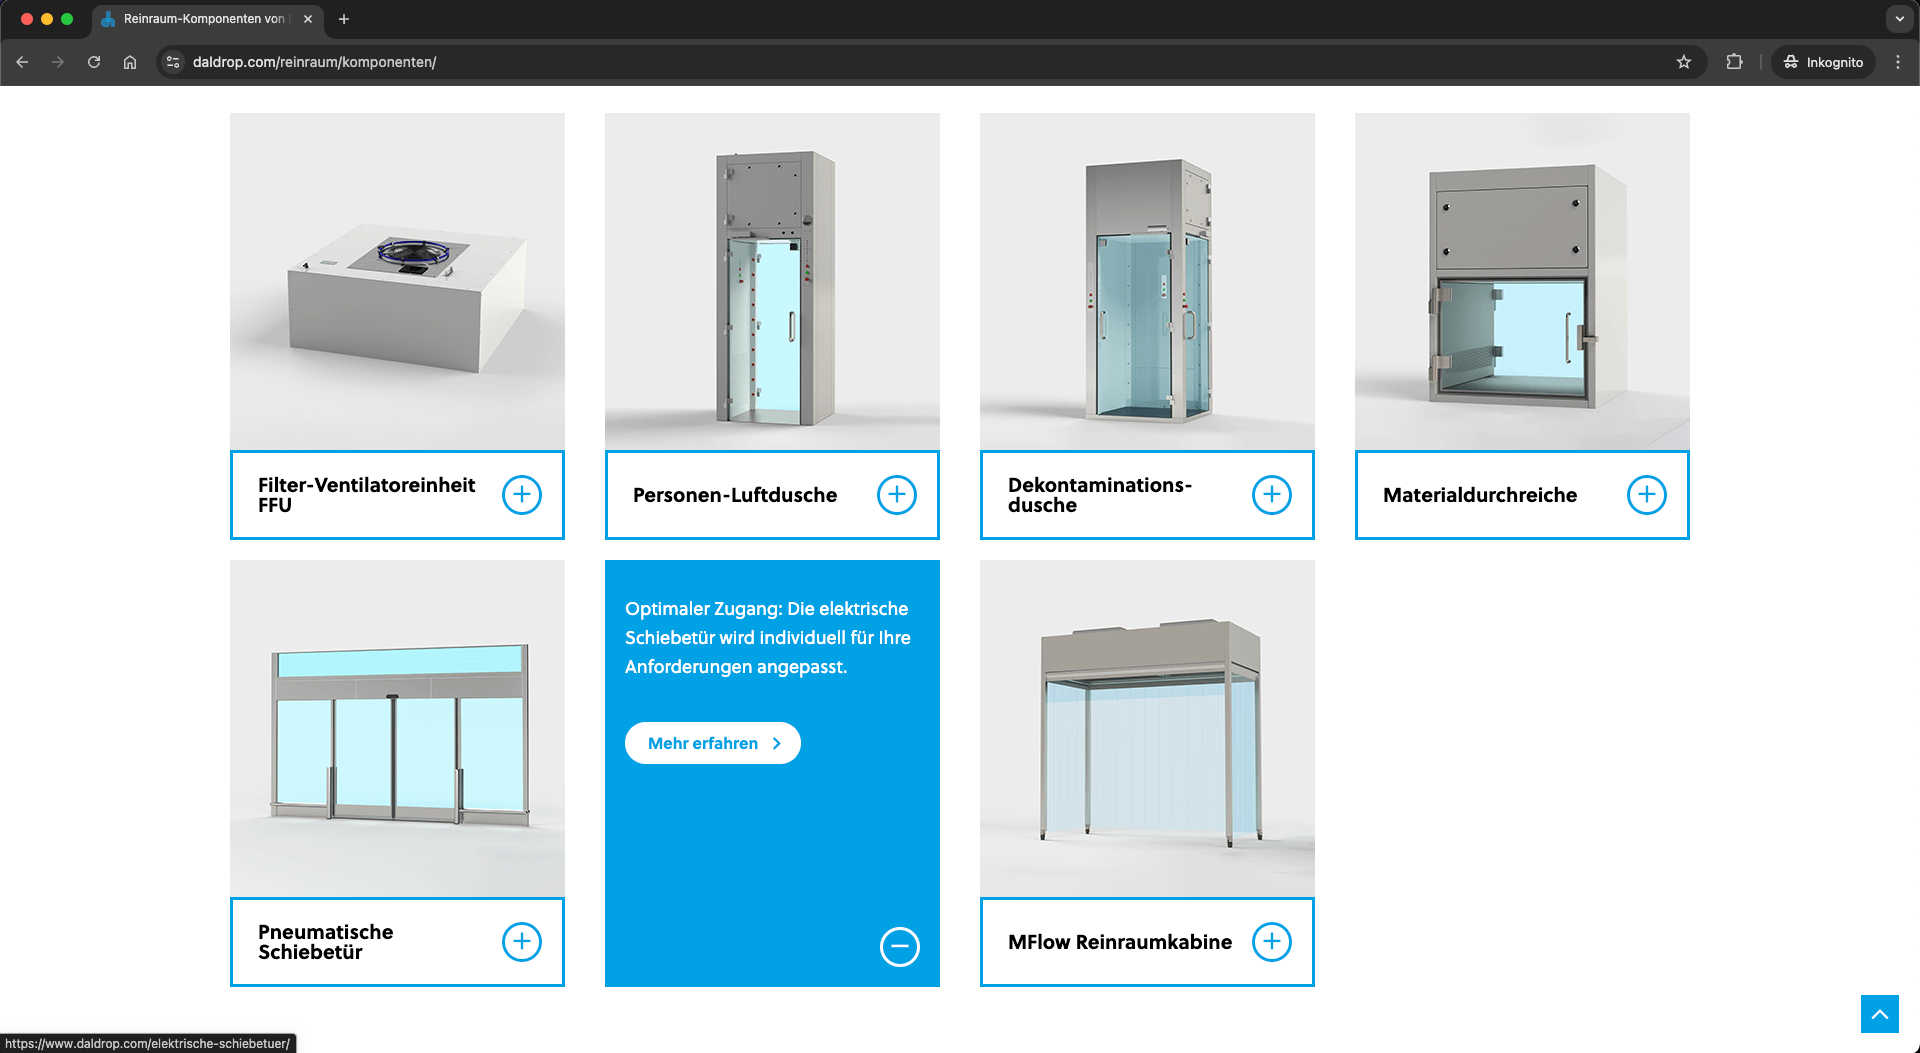 Reinraum-Komponenten von
daldrop.com/reinraum/komponenten/
Inkognito
Filter-Ventilatoreinheit
FFU
Personen-Luftdusche
Dekontaminations-
dusche
Materialdurchreiche
Pneumatische
Schiebetür
Optimaler Zugang: Die elektrische
Schiebetür wird individuell für Ihre
Anforderungen angepasst.
Mehr erfahren
MFlow Reinraumkabine
https://www.daldrop.com/elektrische-schiebetuer/